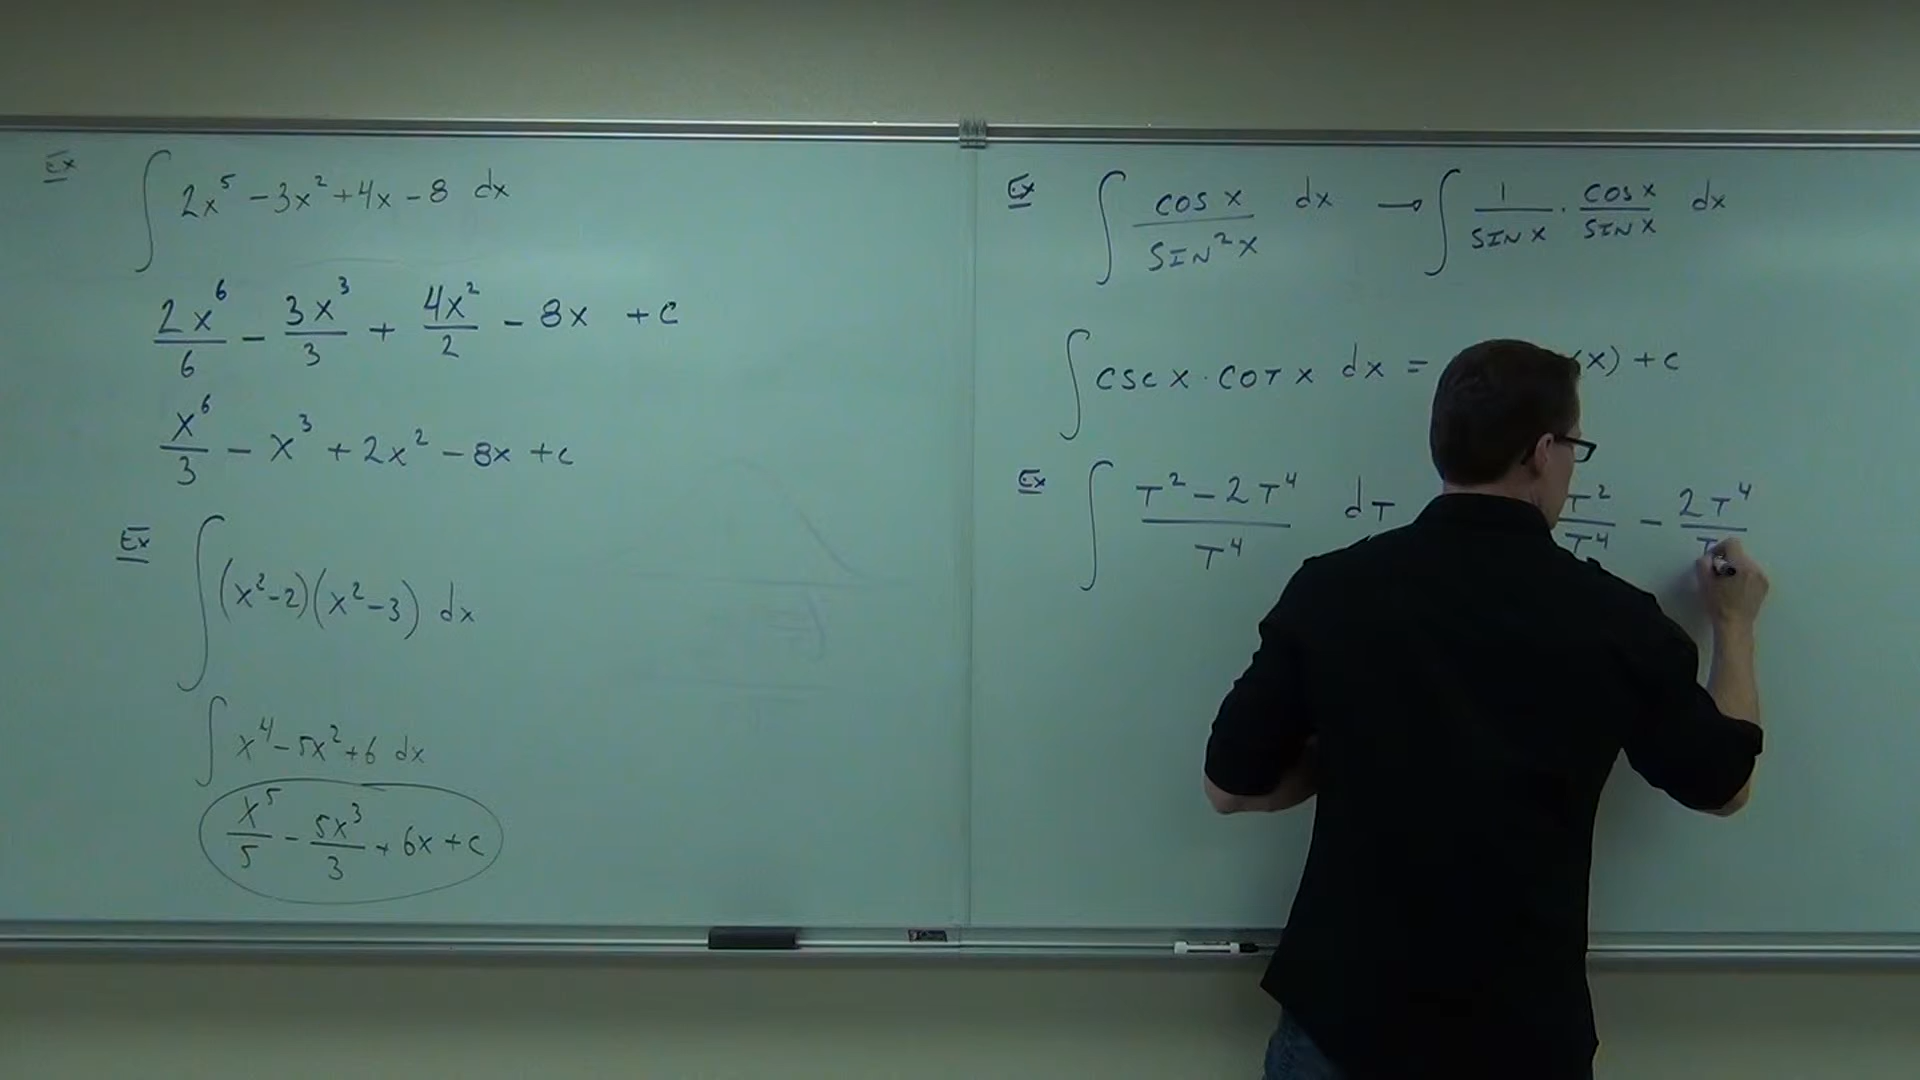 Ex ∫ 2x⁵ - 3x² + 4x - 8 dx
2x⁶/6 - 3x³/3 + 4x²/2 - 8x + C
x⁶/3 - x³ + 2x² - 8x + C
Ex ∫ (x²-2)(x²-3) dx
∫ x⁴ - 5x² + 6 dx
x⁵/5 - 5x³/3 + 6x + C
Ex ∫ COS X/SIN²X dx → ∫ 1/SIN X · COS X/SIN X dx
∫ CSC X · COT X dx = (X) + C
Ex ∫ T² - 2T⁴/T⁴ dT T²/T⁴ - 2T⁴/T